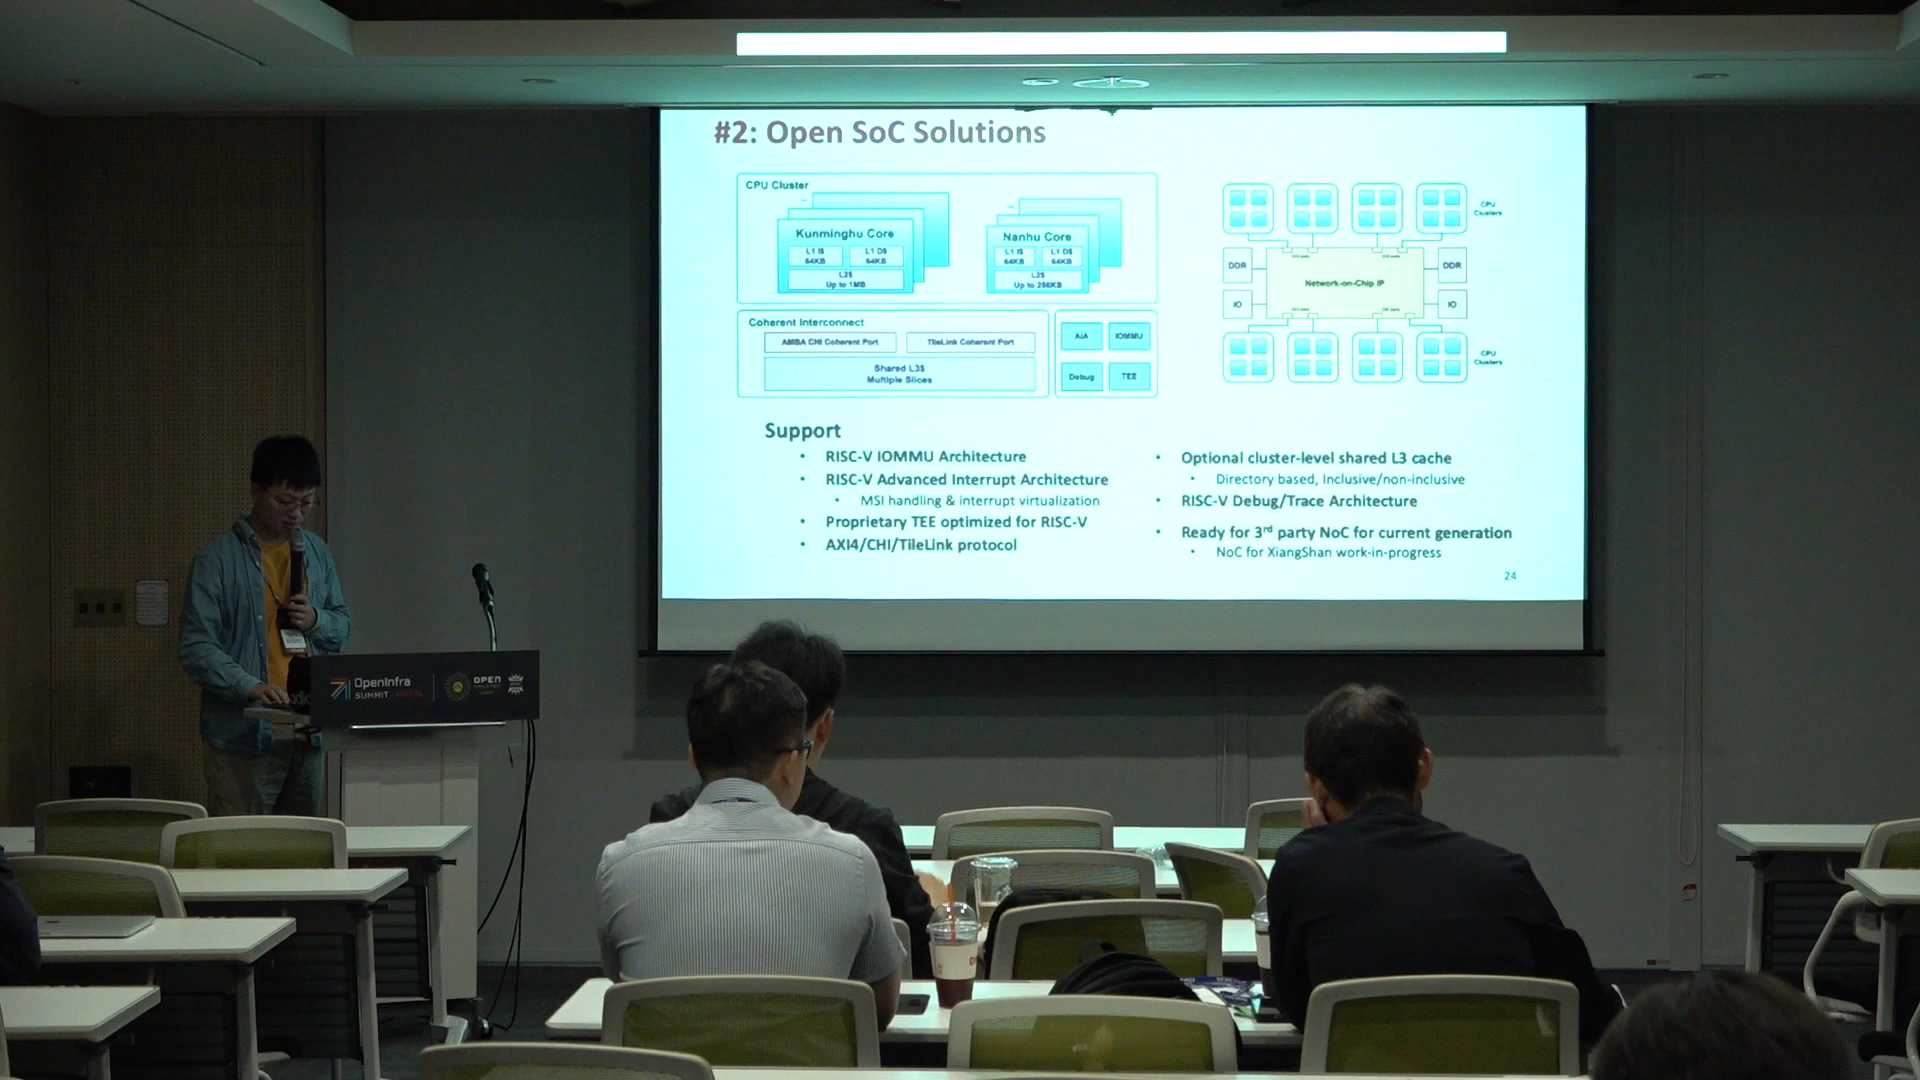 #2: Open SoC Solutions
CPU Cluster
Kunminghu Core
L1 I$
64KB
L1 D$
64KB
L2$
Up to 1MB
Nanhu Core
L1 I$
64KB
L1 D$
64KB
L2$
Up to 256KB
Coherent Interconnect
AMBA CHI Coherent Port
TileLink Coherent Port
Shared L3$
Multiple Slices
AIA
IOMMU
Debug
TEE
CPU
Clusters
DDR
DDR
Network-on-Chip IP
IO
IO
CPU
Clusters
Support
• RISC-V IOMMU Architecture
• RISC-V Advanced Interrupt Architecture
• MSI handling & interrupt virtualization
• Proprietary TEE optimized for RISC-V
• AXI4/CHI/TileLink protocol
• Optional cluster-level shared L3 cache
• Directory based, Inclusive/non-inclusive
• RISC-V Debug/Trace Architecture
• Ready for 3rd party NoC for current generation
• NoC for XiangShan work-in-progress
24
OpenInfra
SUMMIT
OPEN